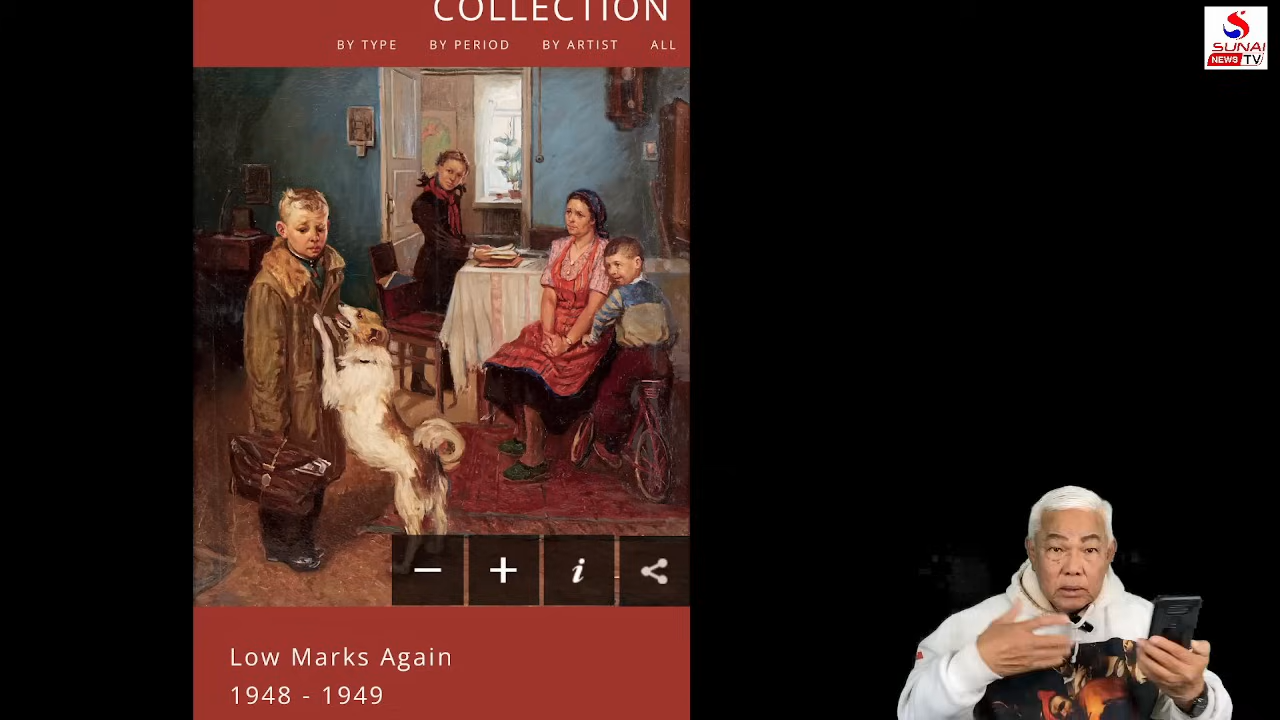 COLLECTION
BY TYPE BY PERIOD BY ARTIST ALL
SUNAI
NEWS TV
Low Marks Again
1948 - 1949